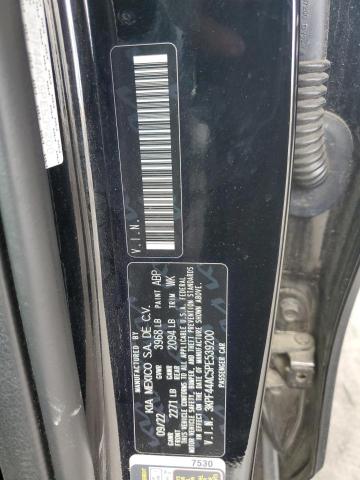 KIA MEXICO S.A. DE C.V.
09/22 GVWR 3968 LB PAINT ABP
GAWR FRONT 2271 LB GAWR REAR 2094 LB TRIM WK
THIS VEHICLE CONFORMS TO ALL APPLICABLE U.S.A. FEDERAL
MOTOR VEHICLE SAFETY, BUMPER, AND THEFT PREVENTION STANDARDS
IN EFFECT ON THE DATE OF MANUFACTURE SHOWN ABOVE.
V.I.N. 3KPF44AC5PE539200
PASSENGER CAR
V.I.N.
7530